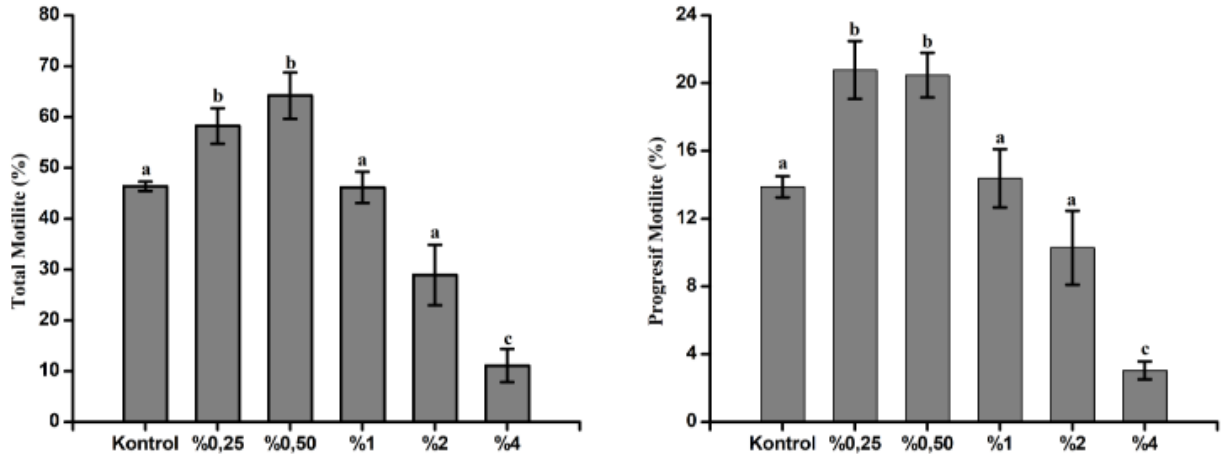 Total Motilite (%)
80
70
60
50
40
30
20
10
0
a
b
b
a
a
c
Kontrol %0,25 %0,50 %1 %2 %4
Progresif Motilite (%)
24
20
16
12
8
4
0
a
b
b
a
a
c
Kontrol %0,25 %0,50 %1 %2 %4